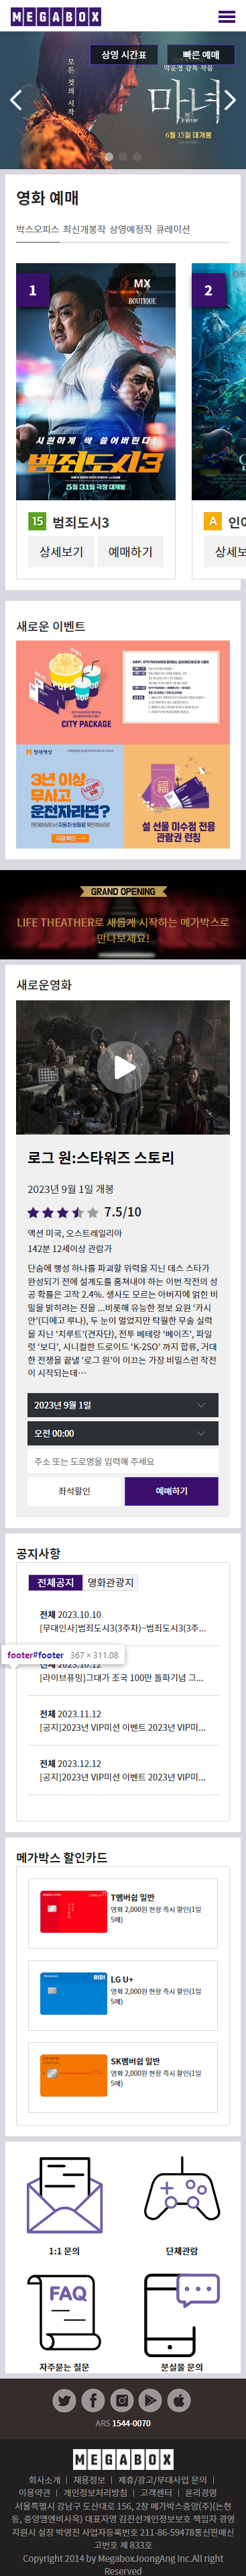 MEGABOX
상영 시간표
빠른 예매
모든 것의 시작
박훈정 감독 작품
마녀
6월 15일 대개봉
영화 예매
박스오피스 최신개봉작 상영예정작 큐레이션
1
MX
BOUTIQUE
2
시원하게 싹 쓸어버린다!
범죄도시3
5월 31일 극장 대개봉
15 범죄도시3
A 인어
상세보기
예매하기
상세보
새로운 이벤트
CITY PACKAGE
현대해상
3년 이상
무사고
운전자라면?
설 선물 이수점 전용
관람권 런칭
GRAND OPENING
LIFE THEATHER로 새롭게 시작하는 메가박스로
만나보세요!
새로운영화
로그 원:스타워즈 스토리
2023년 9월 1일 개봉
7.5/10
액션 미국, 오스트레일리아
142분 12세이상 관람가
단숨에 행성 하나를 파괴할 위력을 지닌 데스 스타가
완성되기 전에 설계도를 훔쳐내야 하는 이번 작전의 성
공 확률은 고작 2.4%. 생사도 모르는 아버지에 얽힌 비
밀을 밝히려는 진을 ...비롯해 유능한 정보 요원 ‘카시
안’(디에고 루나), 두 눈이 멀었지만 탁월한 무술 실력
을 지닌 ‘치루트’(견자단), 전투 베테랑 ‘베이즈’, 파일
럿 ‘보디’, 시니컬한 드로이드 ‘K-2SO’ 까지 합류, 거대
한 전쟁을 끝낼 ‘로그 원’이 이끄는 가장 비밀스런 작전
이 시작되는데…
2023년 9월 1일
오전 00:00
주소 또는 도로명을 입력해 주세요
좌석할인
예매하기
공지사항
전체공지
영화관광지
전체 2023.10.10
[무대인사]범죄도시3(3주차)~범죄도시3(3주...
footer#footer 367 × 311.08
전체 2023.10.12
[라이브뮤잉]그대가 조국 100만 돌파기념 그...
전체 2023.11.12
[공지]2023년 VIP미션 이벤트 2023년 VIP미...
전체 2023.12.12
[공지]2023년 VIP미션 이벤트 2023년 VIP미...
메가박스 할인카드
T멤버쉽 일반
영화 2,000원 현장 즉시 할인(1일
5매)
RIDI
LG U+
영화 2,000원 현장 즉시 할인(1일
5매)
SK멤버쉽 일반
영화 2,000원 현장 즉시 할인(1일
5매)
1:1 문의
단체관람
FAQ
자주묻는 질문
분실물 문의
ARS 1544-0070
MEGABOX
회사소개 | 채용정보 | 제휴/광고/부대사업 문의 |
이용약관 | 개인정보처리방침 | 고객센터 | 윤리경영
서울특별시 강남구 도산대로 156, 2창 메가박스중앙(주)(논현
동, 중앙엠엔비사옥) 대표자명 김진선개인정보보호 책임자 경영
지원시 실장 박영진 사업자등록번호 211-86-59478통신판매신
고번호 제 833호
Copyright 2014 by MegaboxJoongAng Inc.All right
Reserved